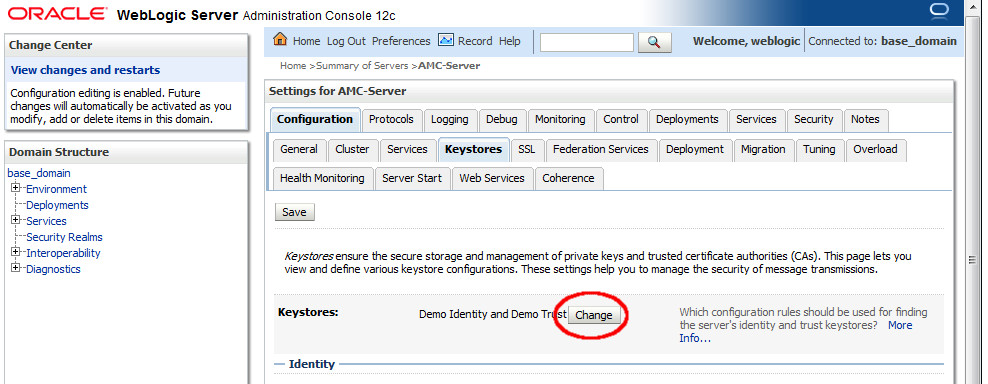 ORACLE WebLogic Server Administration Console 12c
Change Center
View changes and restarts
Configuration editing is enabled. Future
changes will automatically be activated as you
modify, add or delete items in this domain.
Domain Structure
base_domain
Environment
Deployments
Services
Security Realms
Interoperability
Diagnostics
Home Log Out Preferences Record Help
Welcome, weblogic Connected to: base_domain
Home >Summary of Servers >AMC-Server
Settings for AMC-Server
Configuration Protocols Logging Debug Monitoring Control Deployments Services Security Notes
General Cluster Services Keystores SSL Federation Services Deployment Migration Tuning Overload
Health Monitoring Server Start Web Services Coherence
Save
Keystores ensure the secure storage and management of private keys and trusted certificate authorities (CAs). This page lets you
view and define various keystore configurations. These settings help you to manage the security of message transmissions.
Keystores:
Demo Identity and Demo Trust Change
Which configuration rules should be used for finding
the server's identity and trust keystores? More
Info...
Identity